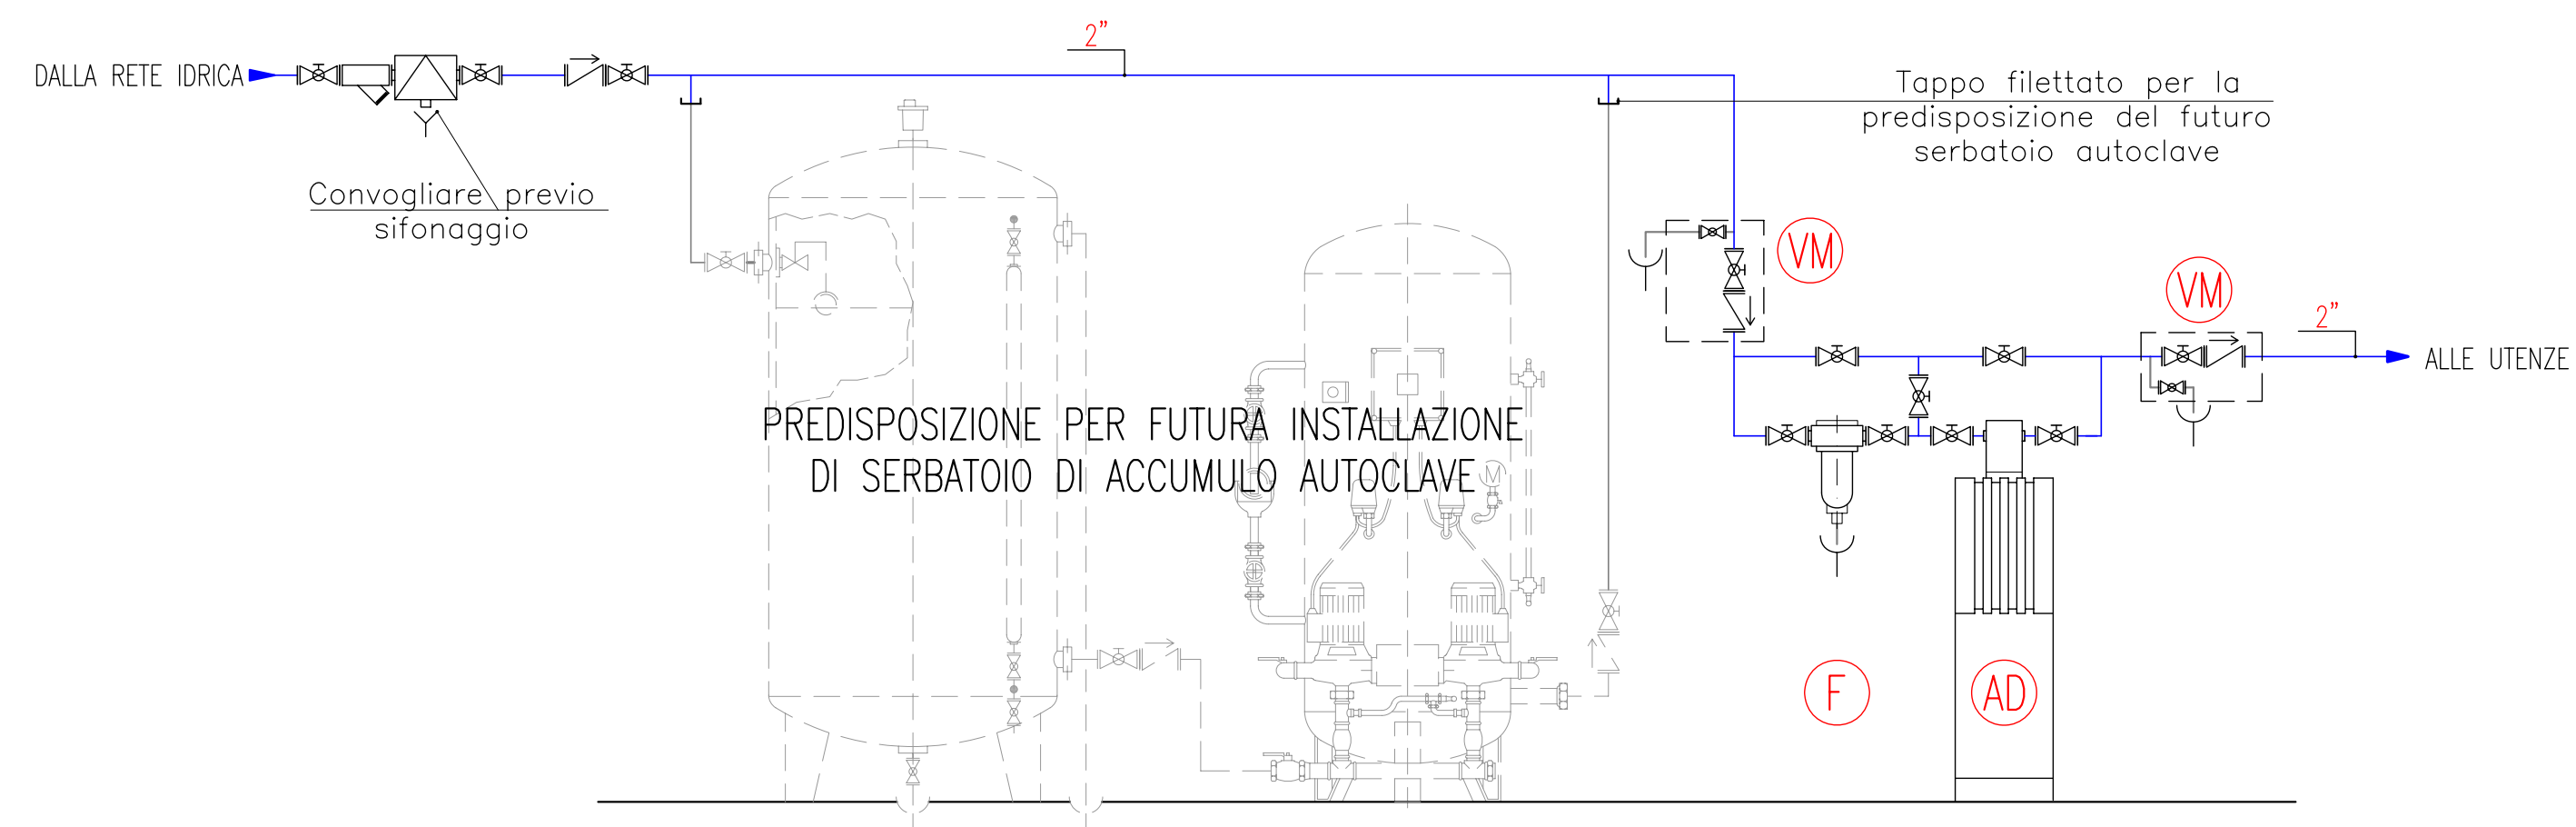 2”
DALLA RETE IDRICA
Tappo filettato per la
predisposizione del futuro
serbatoio autoclave
Convogliare previo
sifonaggio
VM
VM
2”
ALLE UTENZE
PREDISPOSIZIONE PER FUTURA INSTALLAZIONE
DI SERBATOIO DI ACCUMULO AUTOCLAVE
M
F
AD